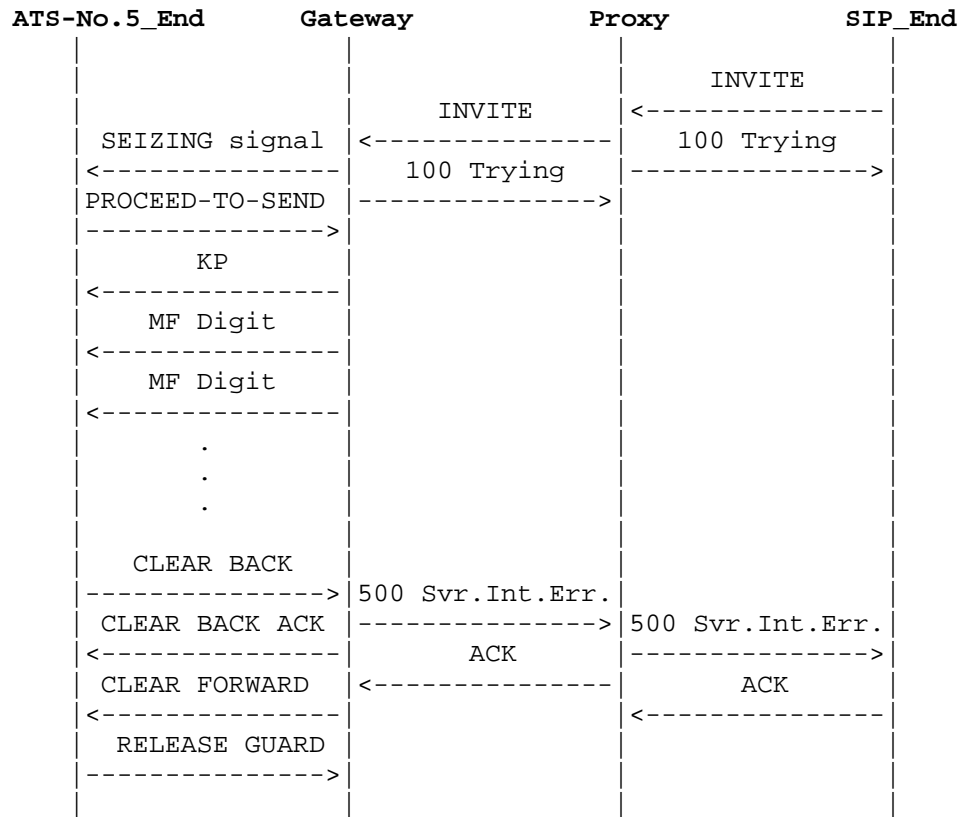 ATS-No.5_End Gateway Proxy SIP_End
INVITE
INVITE
SEIZING signal 100 Trying
100 Trying
PROCEED-TO-SEND
KP
MF Digit
MF Digit
.
.
.
CLEAR BACK
500 Svr.Int.Err.
CLEAR BACK ACK 500 Svr.Int.Err.
ACK
CLEAR FORWARD ACK
RELEASE GUARD